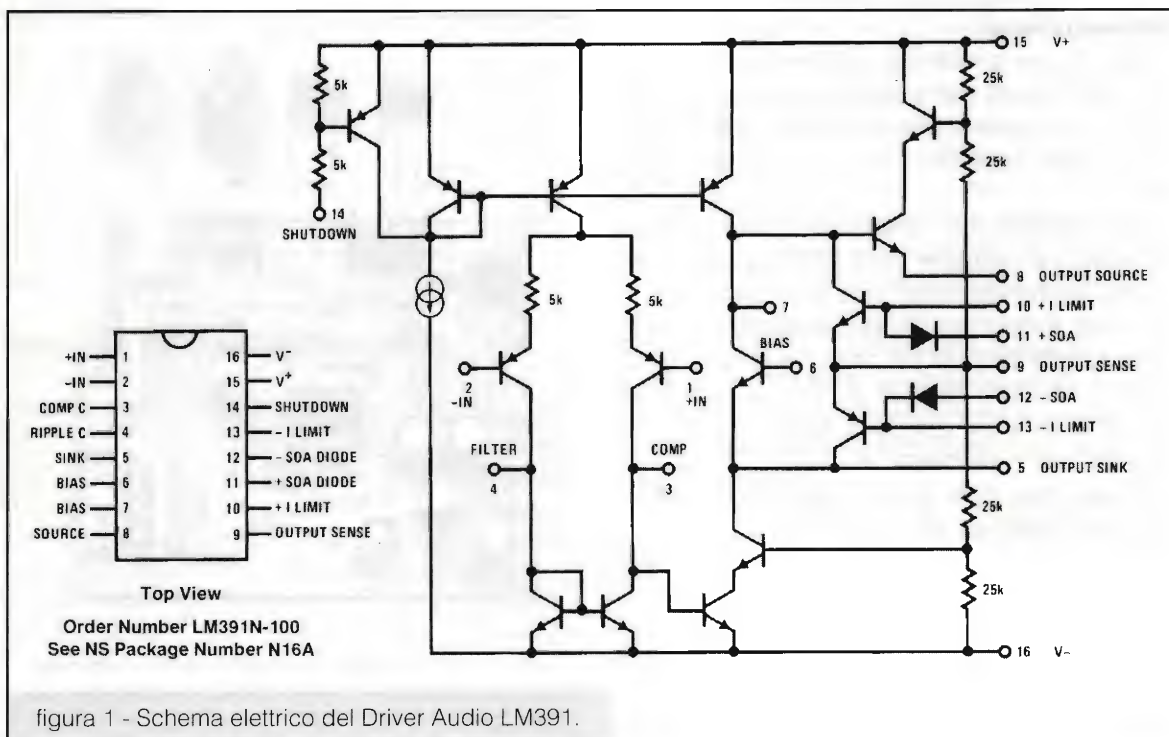 15 V+
5k
25k
5k
25k
14
SHUTDOWN
8 OUTPUT SOURCE
5k
5k
10 +I LIMIT
7
11 +SOA
BIAS
6
9 OUTPUT SENSE
2
-IN
1
+IN
12 -SOA
13 -I LIMIT
FILTER
4
COMP
3
5 OUTPUT SINK
25k
25k
16 V-
+IN 1 16 V-
-IN 2 15 V+
COMP C 3 14 SHUTDOWN
RIPPLE C 4 13 -I LIMIT
SINK 5 12 -SOA DIODE
BIAS 6 11 +SOA DIODE
BIAS 7 10 +I LIMIT
SOURCE 8 9 OUTPUT SENSE
Top View
Order Number LM391N-100
See NS Package Number N16A
figura 1 - Schema elettrico del Driver Audio LM391.